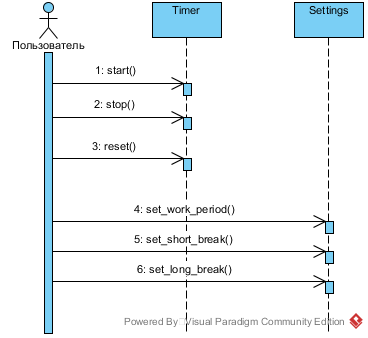 Timer
Settings
Пользователь
1: start()
2: stop()
3: reset()
4: set_work_period()
5: set_short_break()
6: set_long_break()
Powered By Visual Paradigm Community Edition